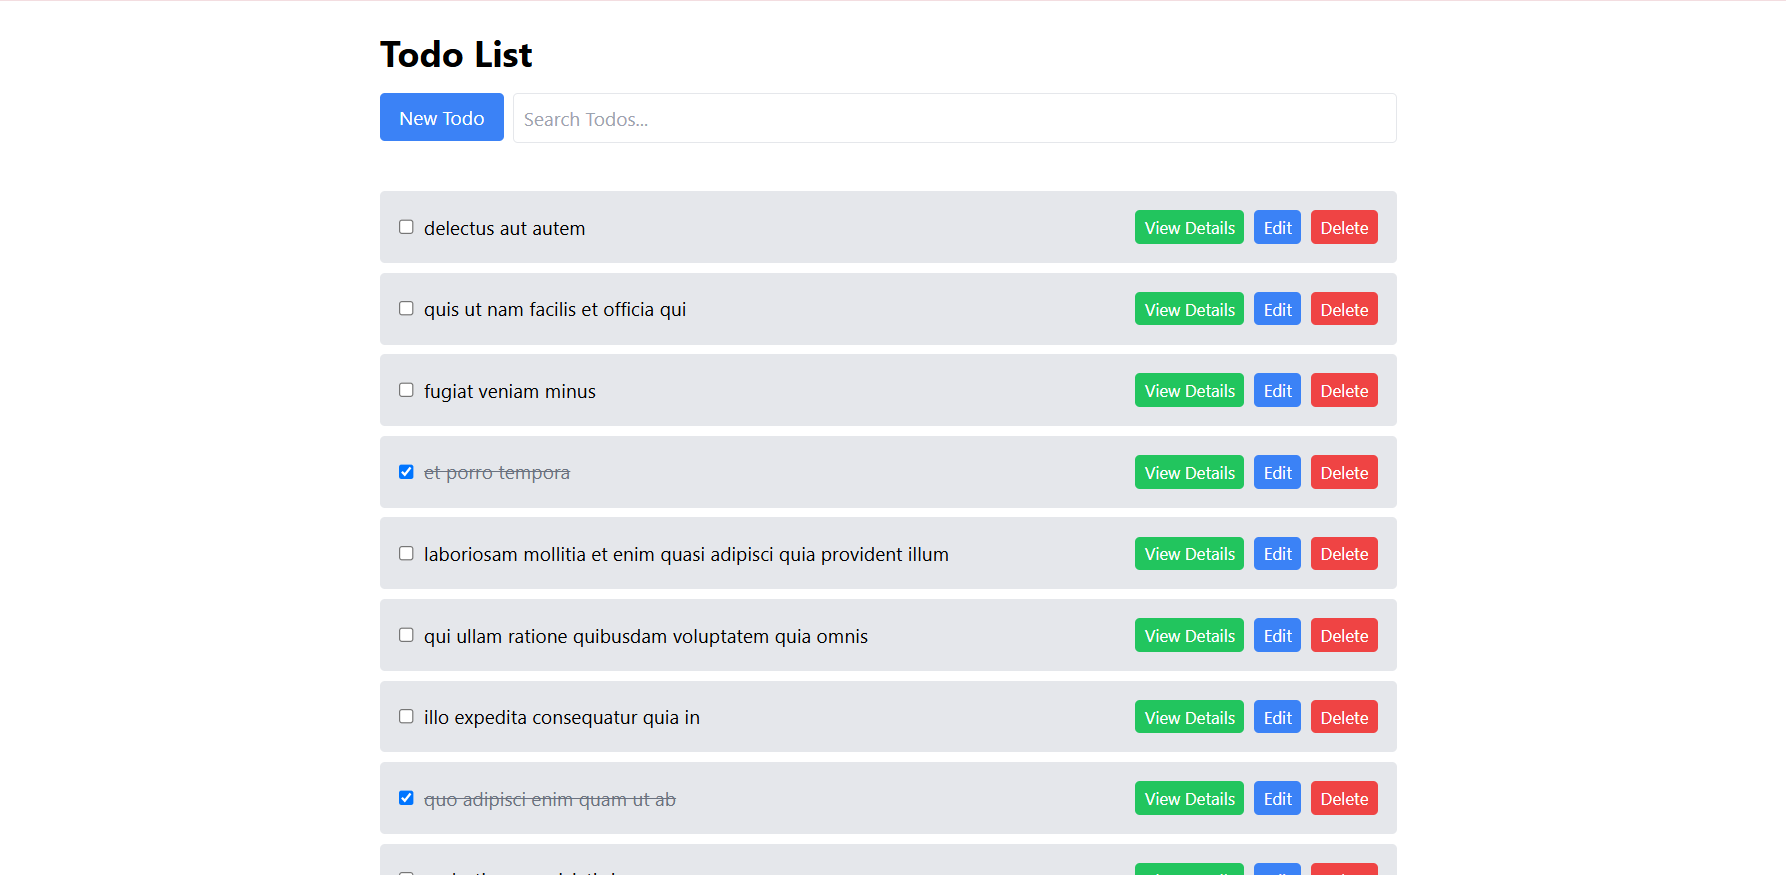 Todo List
New Todo Search Todos...
delectus aut autem View Details Edit Delete
quis ut nam facilis et officia qui View Details Edit Delete
fugiat veniam minus View Details Edit Delete
et porro tempora View Details Edit Delete
laboriosam mollitia et enim quasi adipisci quia provident illum View Details Edit Delete
qui ullam ratione quibusdam voluptatem quia omnis View Details Edit Delete
illo expedita consequatur quia in View Details Edit Delete
quo adipisci enim quam ut ab View Details Edit Delete